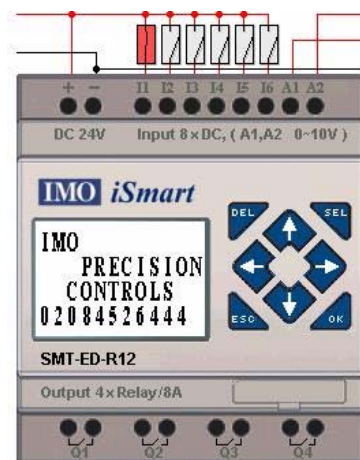 + - I1 I2 I3 I4 I5 I6 A1 A2
DC 24V Input 8×DC, ( A1,A2 0~10V )
IMO iSmart
DEL SEL
IMO
PRECISION
CONTROLS
02084526444
ESC OK
SMT-ED-R12
Output 4×Relay/8A
Q1 Q2 Q3 Q4